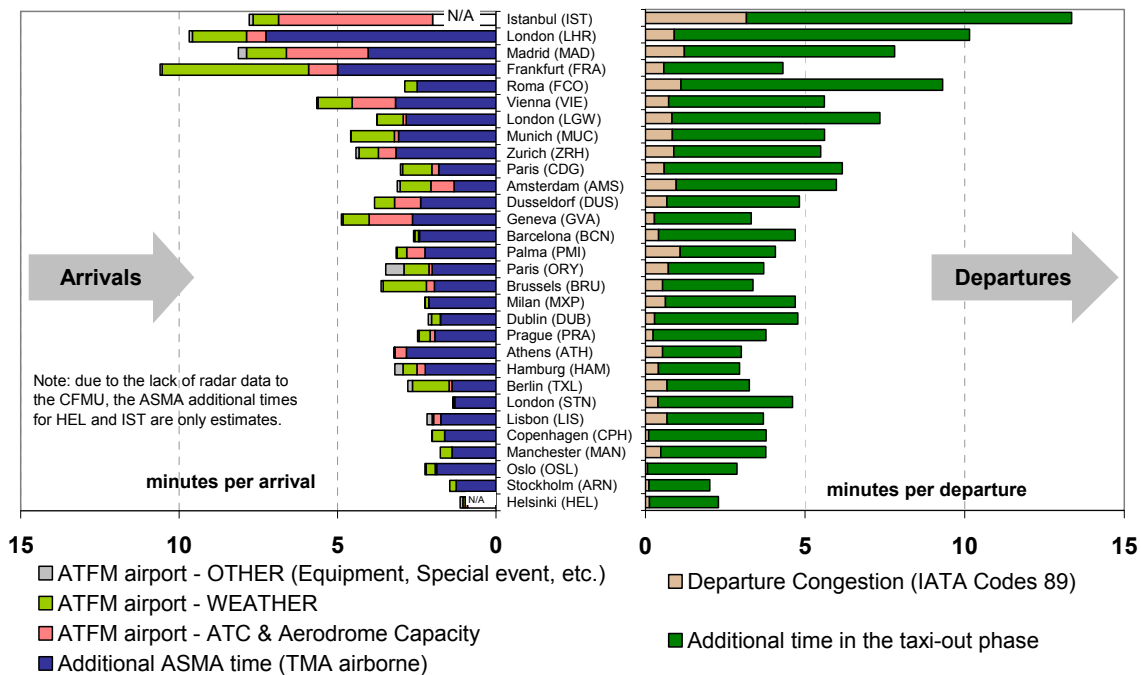 N/A
Istanbul (IST)
London (LHR)
Madrid (MAD)
Frankfurt (FRA)
Roma (FCO)
Vienna (VIE)
London (LGW)
Munich (MUC)
Zurich (ZRH)
Paris (CDG)
Amsterdam (AMS)
Dusseldorf (DUS)
Geneva (GVA)
Barcelona (BCN)
Palma (PMI)
Paris (ORY)
Brussels (BRU)
Milan (MXP)
Dublin (DUB)
Prague (PRA)
Athens (ATH)
Hamburg (HAM)
Berlin (TXL)
London (STN)
Lisbon (LIS)
Copenhagen (CPH)
Manchester (MAN)
Oslo (OSL)
Stockholm (ARN)
Helsinki (HEL)
N/A
Arrivals
Departures
Note: due to the lack of radar data to
the CFMU, the ASMA additional times
for HEL and IST are only estimates.
minutes per arrival
minutes per departure
15 10 5 0
0 5 10 15
ATFM airport - OTHER (Equipment, Special event, etc.)
ATFM airport - WEATHER
ATFM airport - ATC & Aerodrome Capacity
Additional ASMA time (TMA airborne)
Departure Congestion (IATA Codes 89)
Additional time in the taxi-out phase